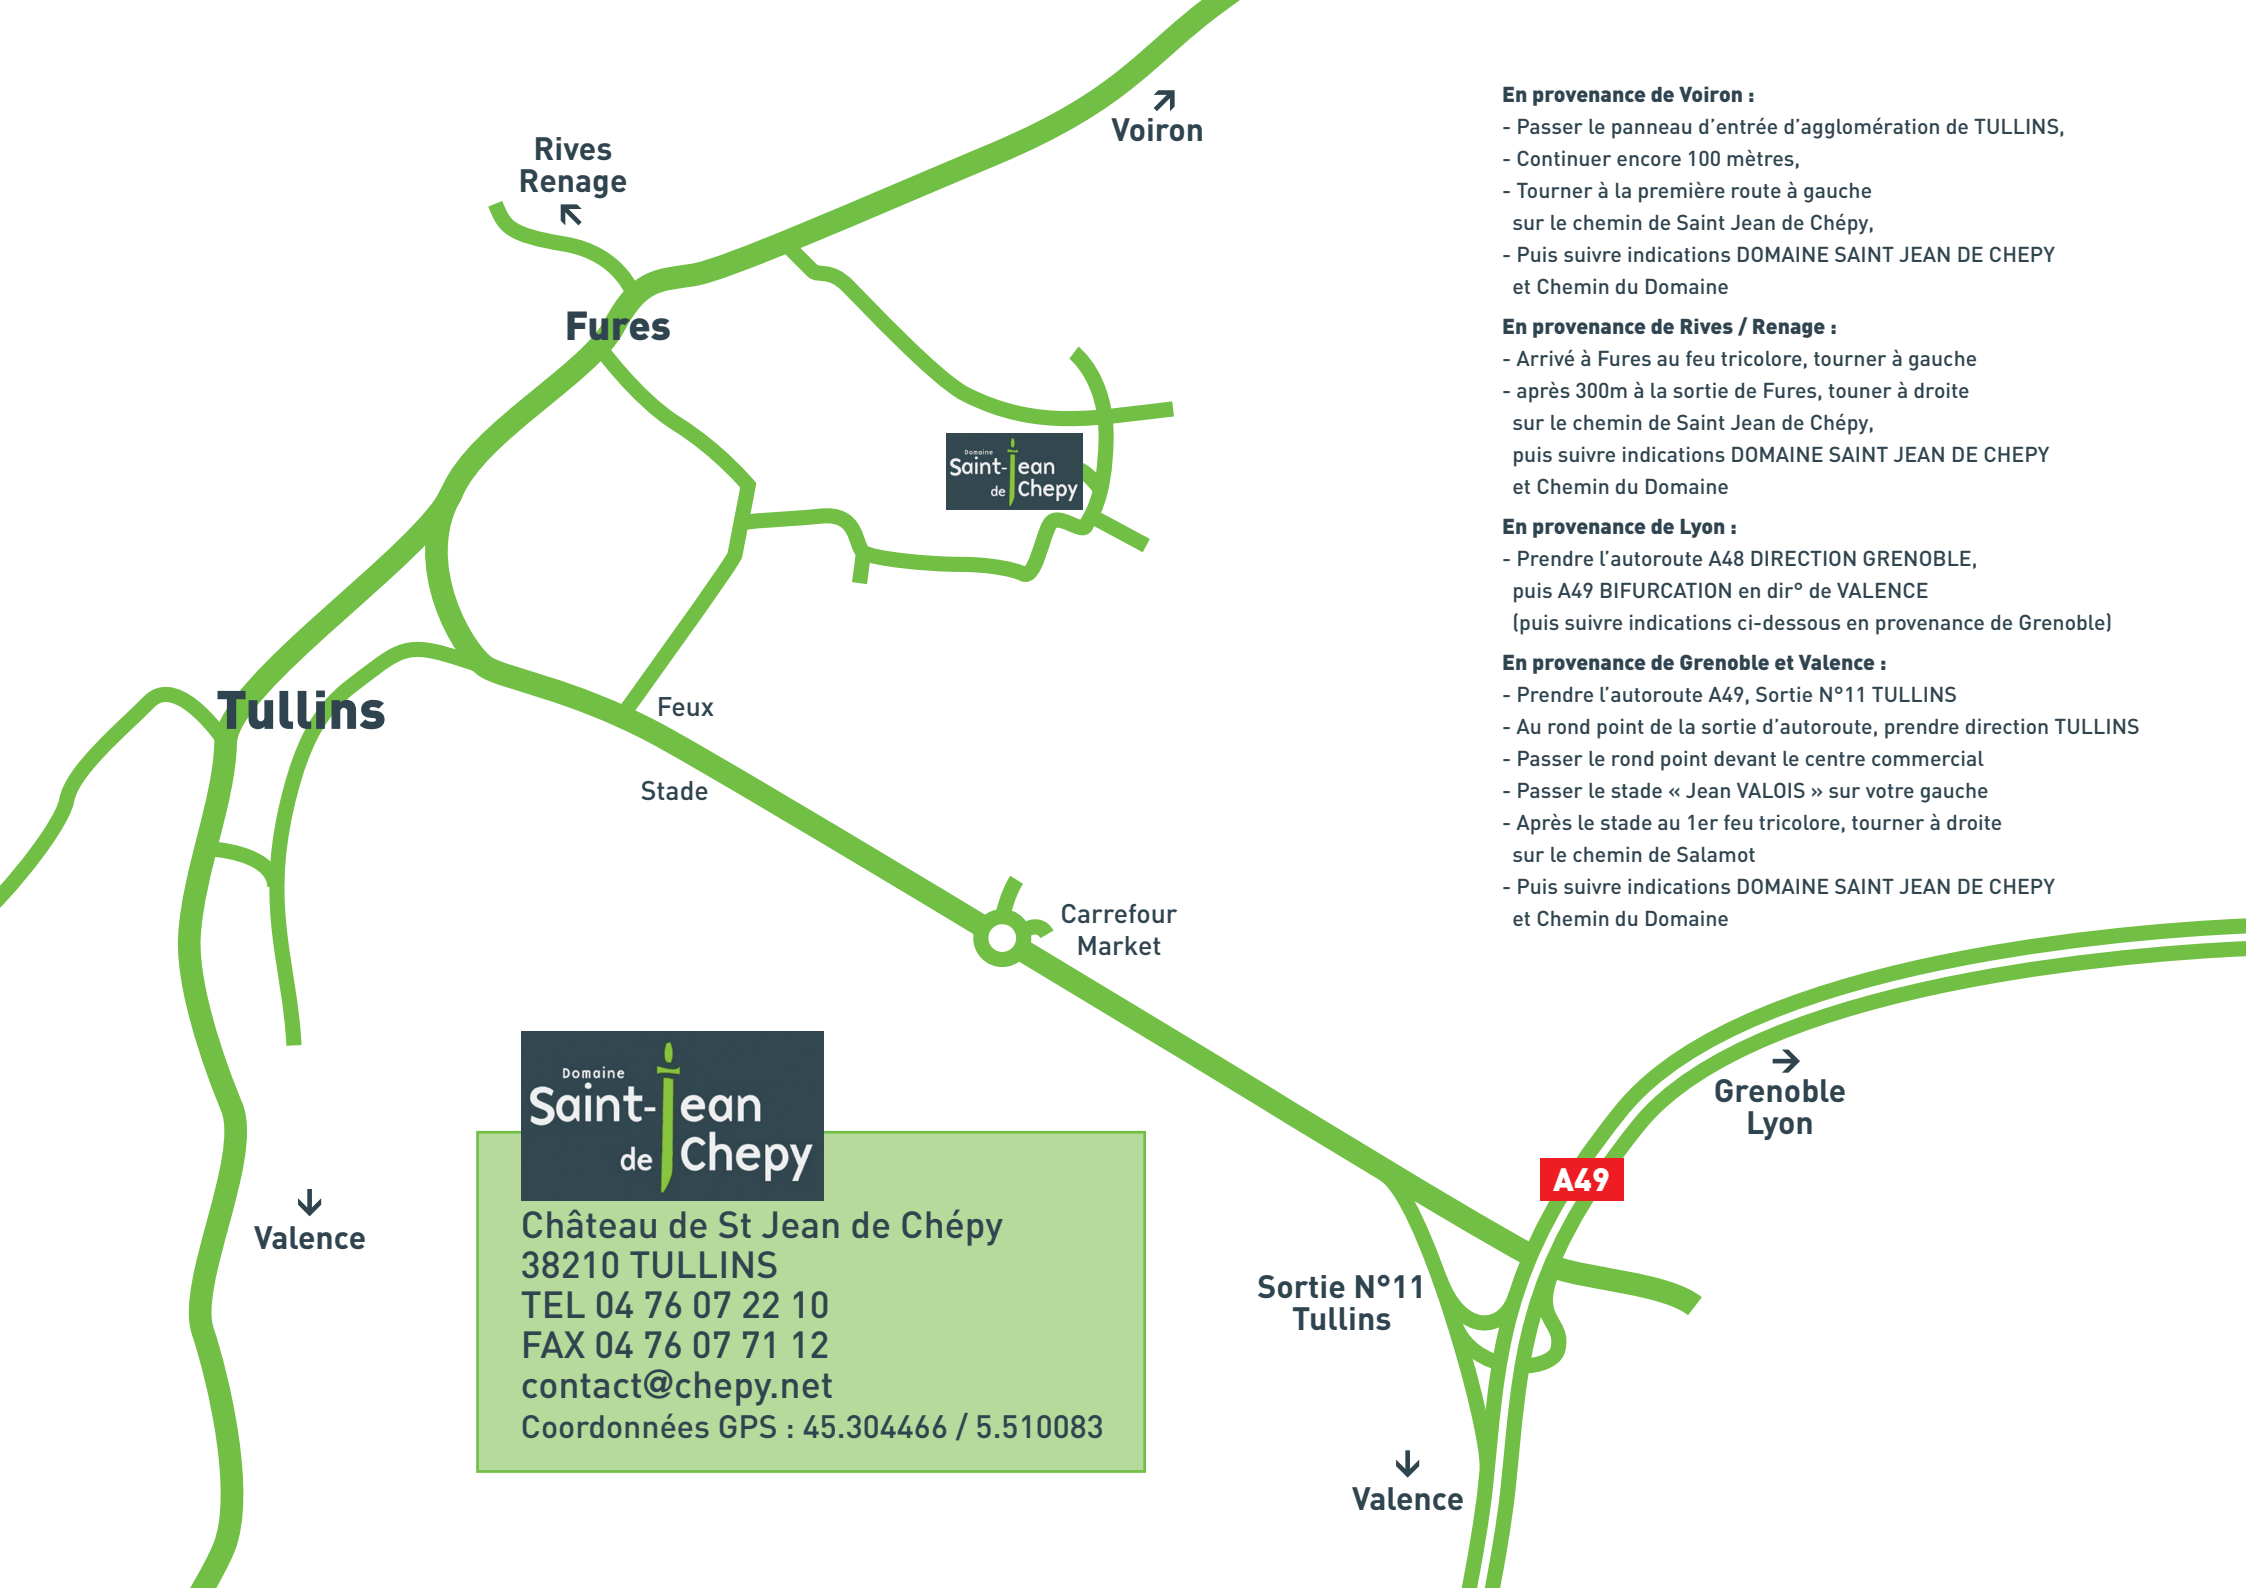 Voiron
Rives
Renage
Fures
Domaine
Saint-Jean
de Chepy
Tullins
Feux
Stade
Carrefour
Market
Grenoble
Lyon
A49
Sortie N°11
Tullins
Valence
Valence
Domaine
Saint-Jean
de Chepy
Château de St Jean de Chépy
38210 TULLINS
TEL 04 76 07 22 10
FAX 04 76 07 71 12
contact@chepy.net
Coordonnées GPS : 45.304466 / 5.510083
En provenance de Voiron :
- Passer le panneau d’entrée d’agglomération de TULLINS,
- Continuer encore 100 mètres,
- Tourner à la première route à gauche
sur le chemin de Saint Jean de Chépy,
- Puis suivre indications DOMAINE SAINT JEAN DE CHEPY
et Chemin du Domaine
En provenance de Rives / Renage :
- Arrivé à Fures au feu tricolore, tourner à gauche
- après 300m à la sortie de Fures, touner à droite
sur le chemin de Saint Jean de Chépy,
puis suivre indications DOMAINE SAINT JEAN DE CHEPY
et Chemin du Domaine
En provenance de Lyon :
- Prendre l’autoroute A48 DIRECTION GRENOBLE,
puis A49 BIFURCATION en dir° de VALENCE
(puis suivre indications ci-dessous en provenance de Grenoble)
En provenance de Grenoble et Valence :
- Prendre l’autoroute A49, Sortie N°11 TULLINS
- Au rond point de la sortie d’autoroute, prendre direction TULLINS
- Passer le rond point devant le centre commercial
- Passer le stade « Jean VALOIS » sur votre gauche
- Après le stade au 1er feu tricolore, tourner à droite
sur le chemin de Salamot
- Puis suivre indications DOMAINE SAINT JEAN DE CHEPY
et Chemin du Domaine